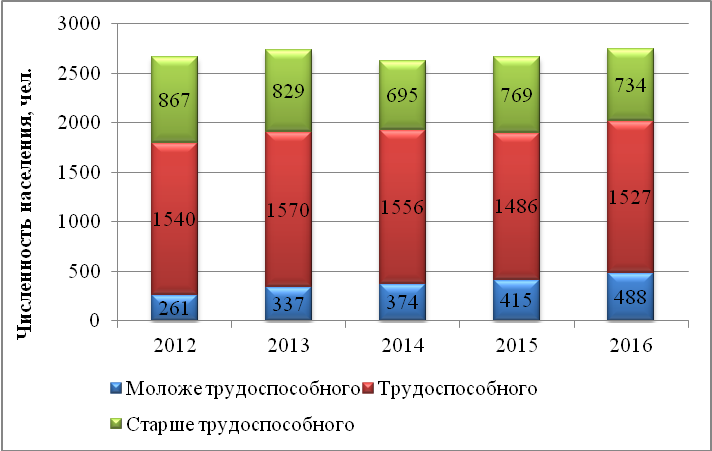 Численность населения, чел.
3000
2500
2000
1500
1000
500
0
867 829 695 769 734
1540 1570 1556 1486 1527
261 337 374 415 488
2012 2013 2014 2015 2016
Моложе трудоспособного Трудоспособного
Старше трудоспособного